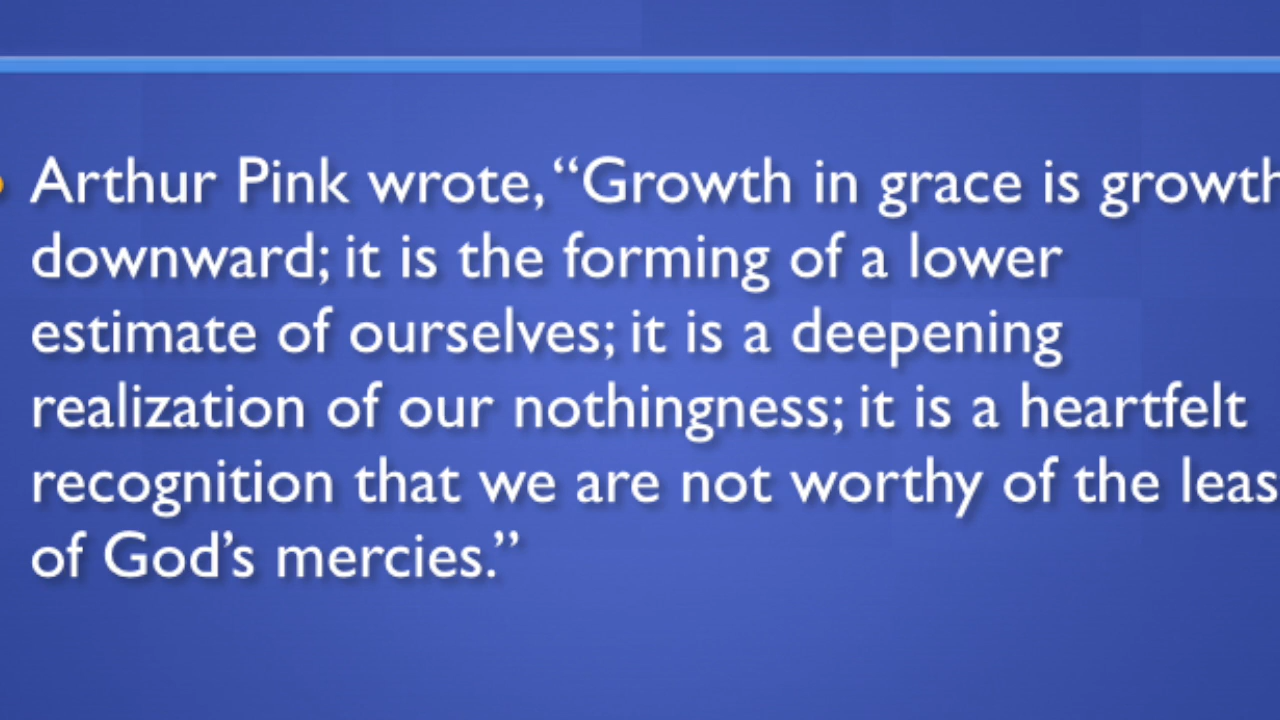 Arthur Pink wrote, “Growth in grace is growth
downward; it is the forming of a lower
estimate of ourselves; it is a deepening
realization of our nothingness; it is a heartfelt
recognition that we are not worthy of the leas
of God’s mercies.”